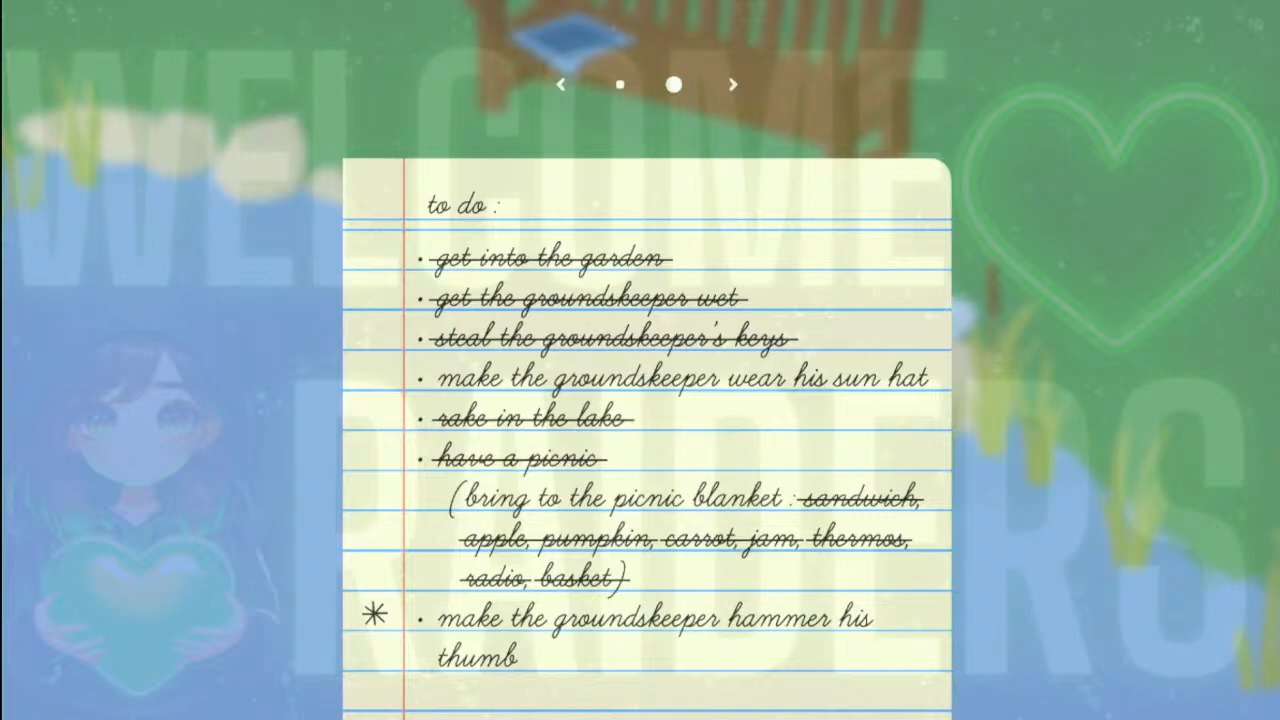 WELCOME
RAIDERS
to do :
• get into the garden
• get the groundskeeper wet
• steal the groundskeeper's keys
• make the groundskeeper wear his sun hat
• rake in the lake
• have a picnic
(bring to the picnic blanket : sandwich,
apple, pumpkin, carrot, jam, thermos,
radio, basket)
• make the groundskeeper hammer his
thumb